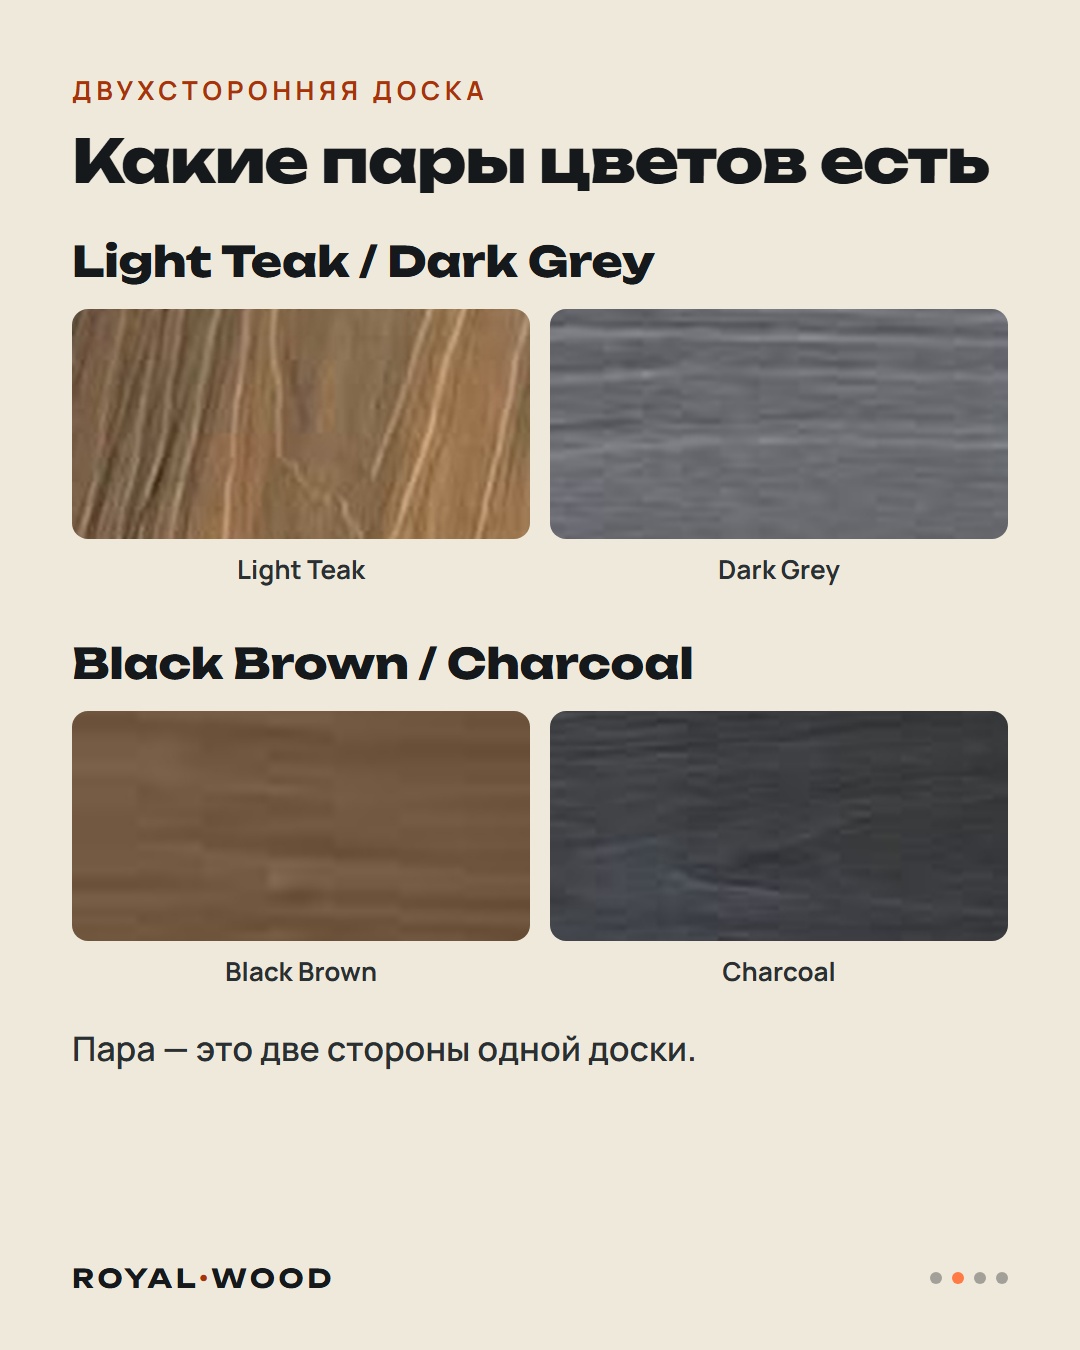 ДВУХСТОРОННЯЯ ДОСКА
Какие пары цветов есть
Light Teak / Dark Grey
Light Teak
Dark Grey
Black Brown / Charcoal
Black Brown
Charcoal
Пара — это две стороны одной доски.
ROYAL·WOOD